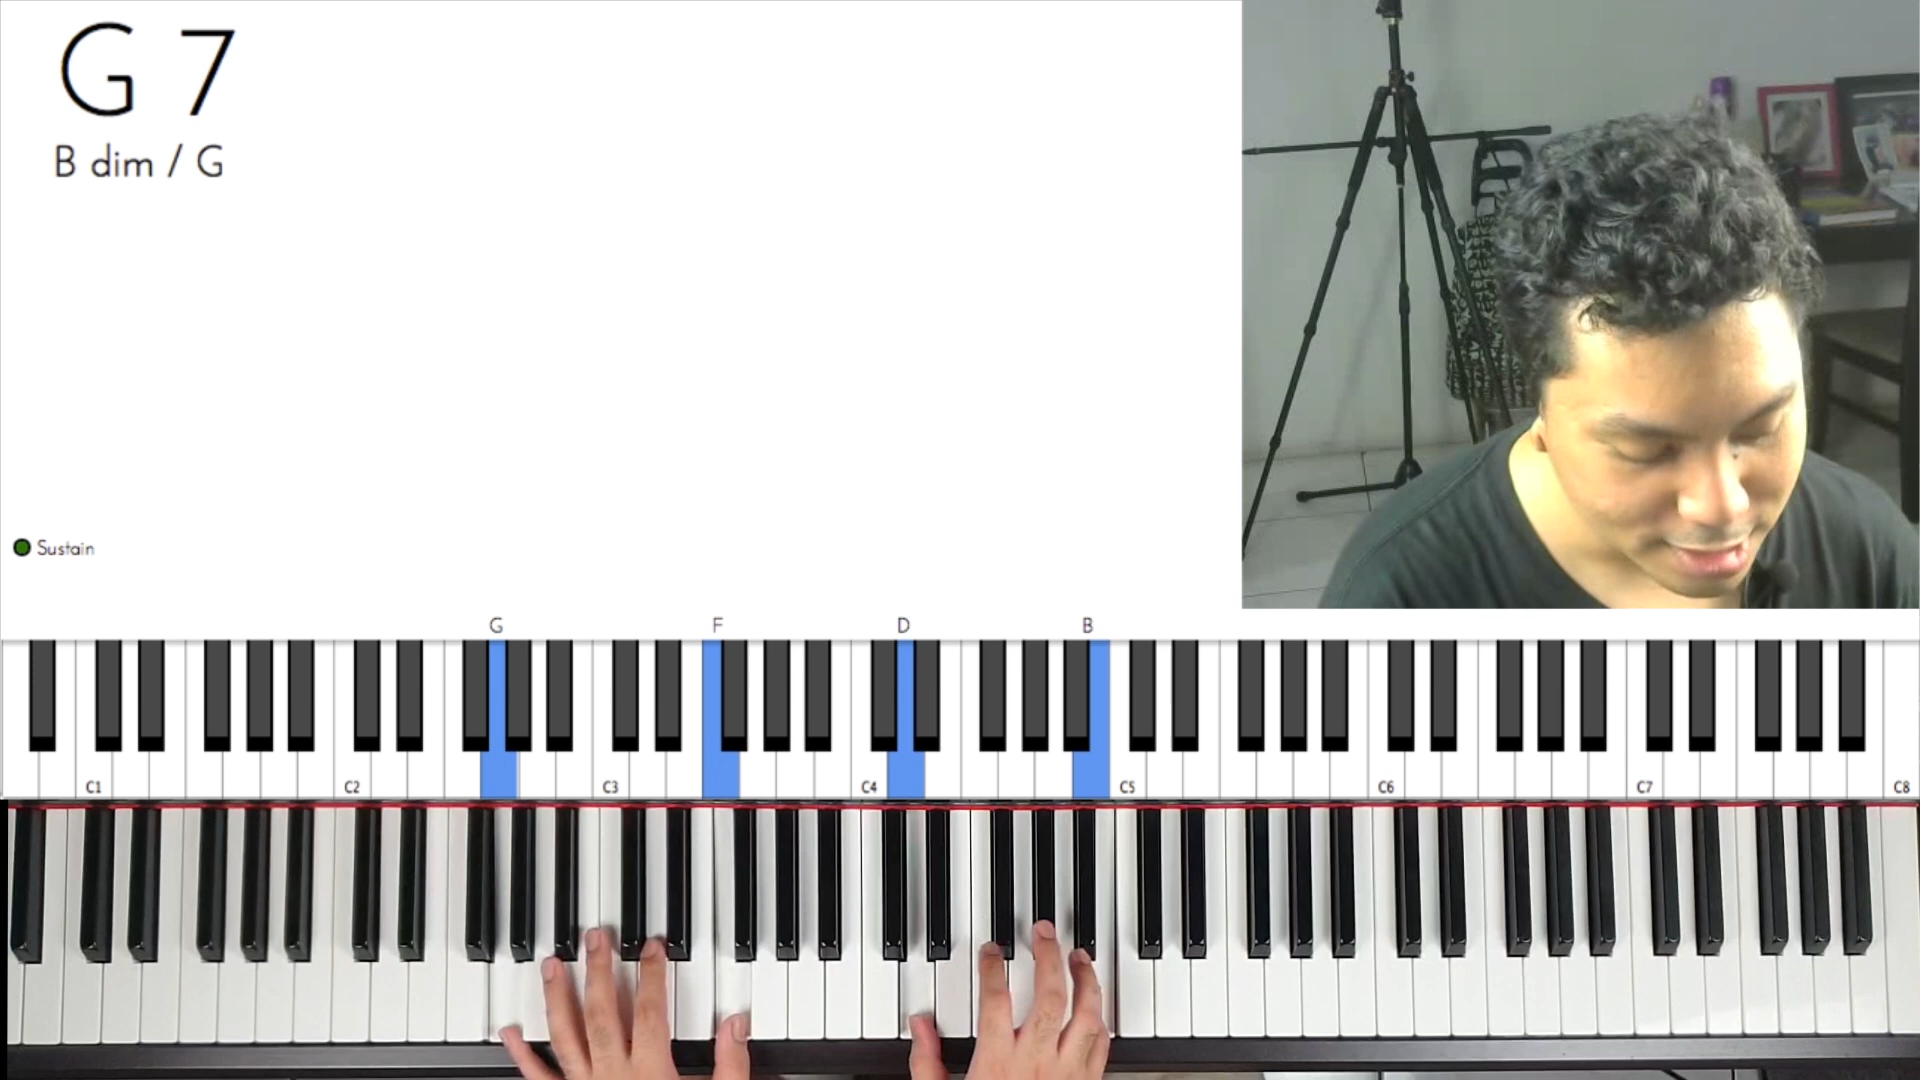 G 7
B dim / G
Sustain
G F D B
C1 C2 C3 C4 C5 C6 C7 C8